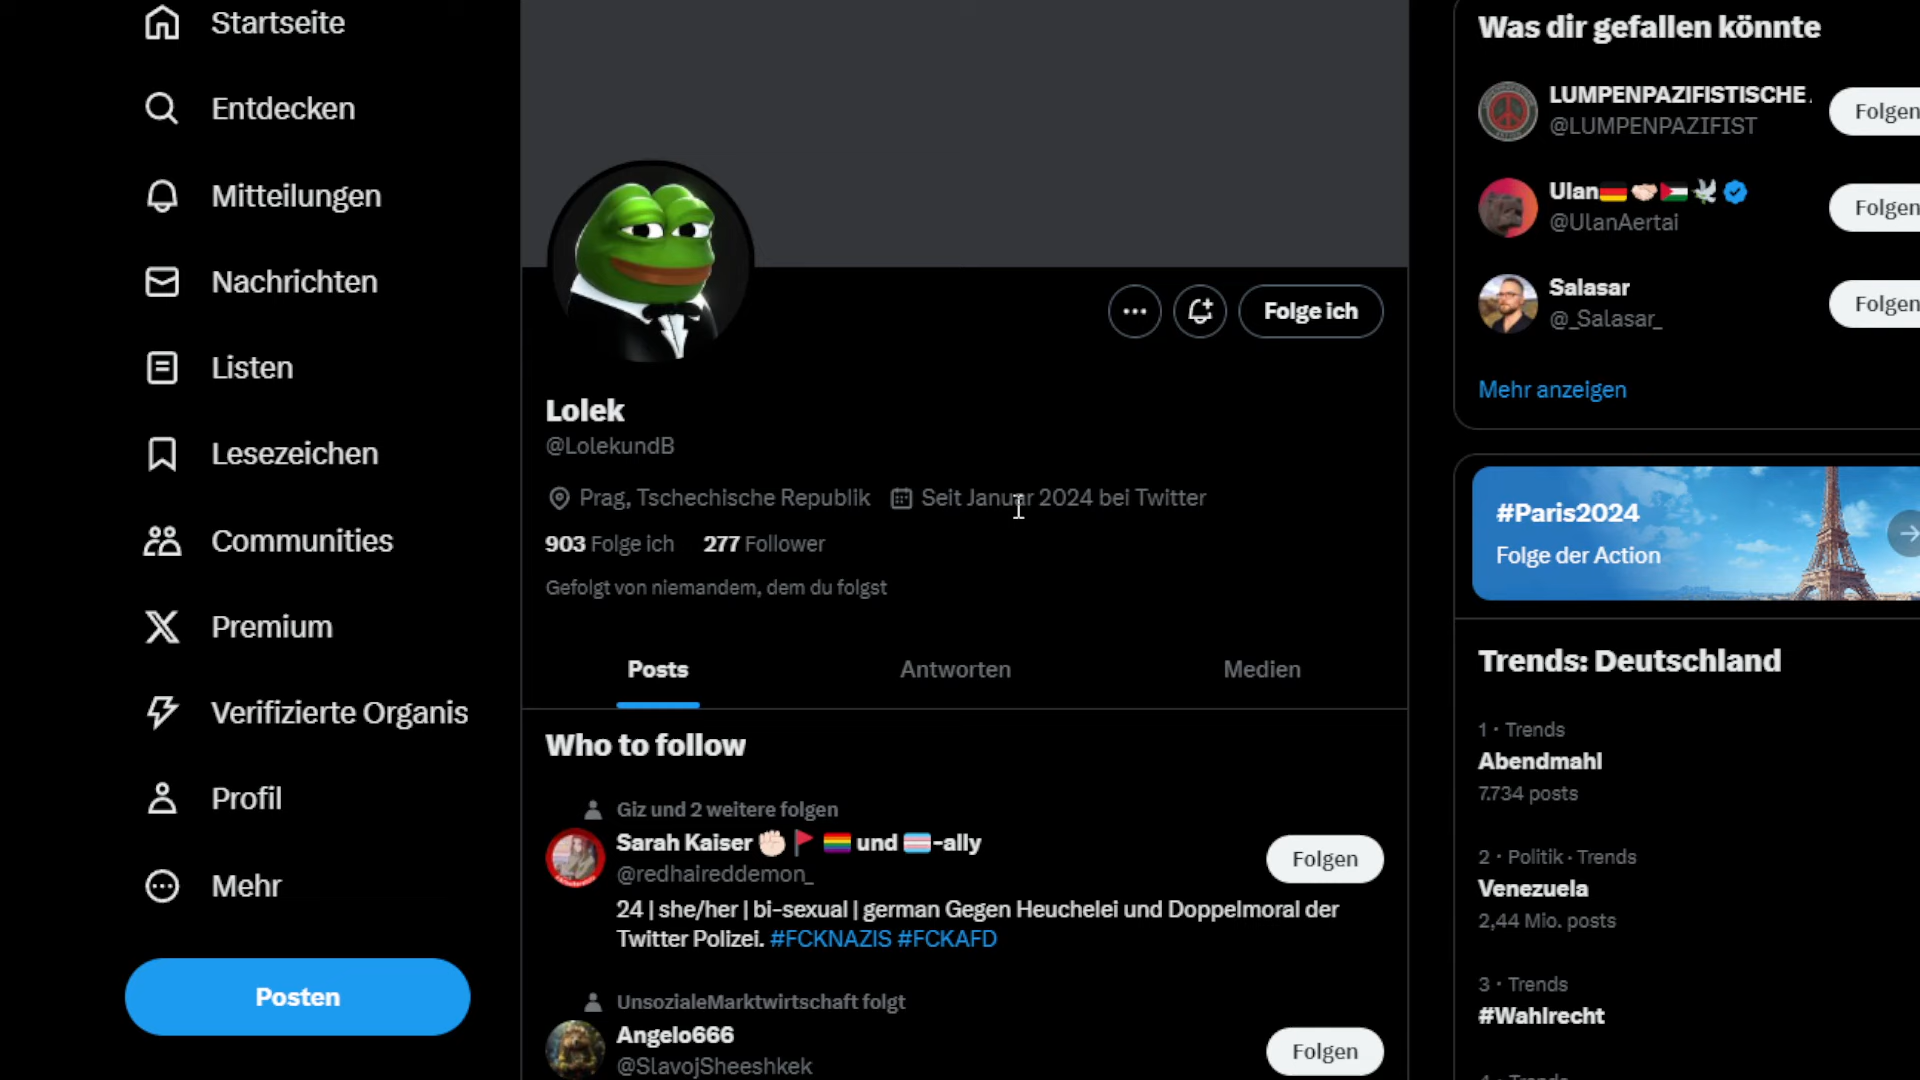 Startseite
Entdecken
Mitteilungen
Nachrichten
Listen
Lesezeichen
Communities
Premium
Verifizierte Organis
Profil
Mehr
Posten
Folge ich
Lolek
@LolekundB
Prag, Tschechische Republik Seit Januar 2024 bei Twitter
903 Folge ich 277 Follower
Gefolgt von niemandem, dem du folgst
Posts Antworten Medien
Who to follow
Giz und 2 weitere folgen
Sarah Kaiser ✊🏻 🚩 🏳️‍🌈 und 🏳️‍⚧️-ally
@redhaireddemon_
Folgen
24 | she/her | bi-sexual | german Gegen Heuchelei und Doppelmoral der
Twitter Polizei. #FCKNAZIS #FCKAFD
UnsozialeMarktwirtschaft folgt
Angelo666
@SlavojSheeshkek
Folgen
Was dir gefallen könnte
LUMPENPAZIFISTISCHE
@LUMPENPAZIFIST
Folgen
Ulan🇩🇪🤝🏻🇵🇸🕊️
@UlanAertai
Folgen
Salasar
@_Salasar_
Folgen
Mehr anzeigen
#Paris2024
Folge der Action
Trends: Deutschland
1 · Trends
Abendmahl
7.734 posts
2 · Politik · Trends
Venezuela
2,44 Mio. posts
3 · Trends
#Wahlrecht